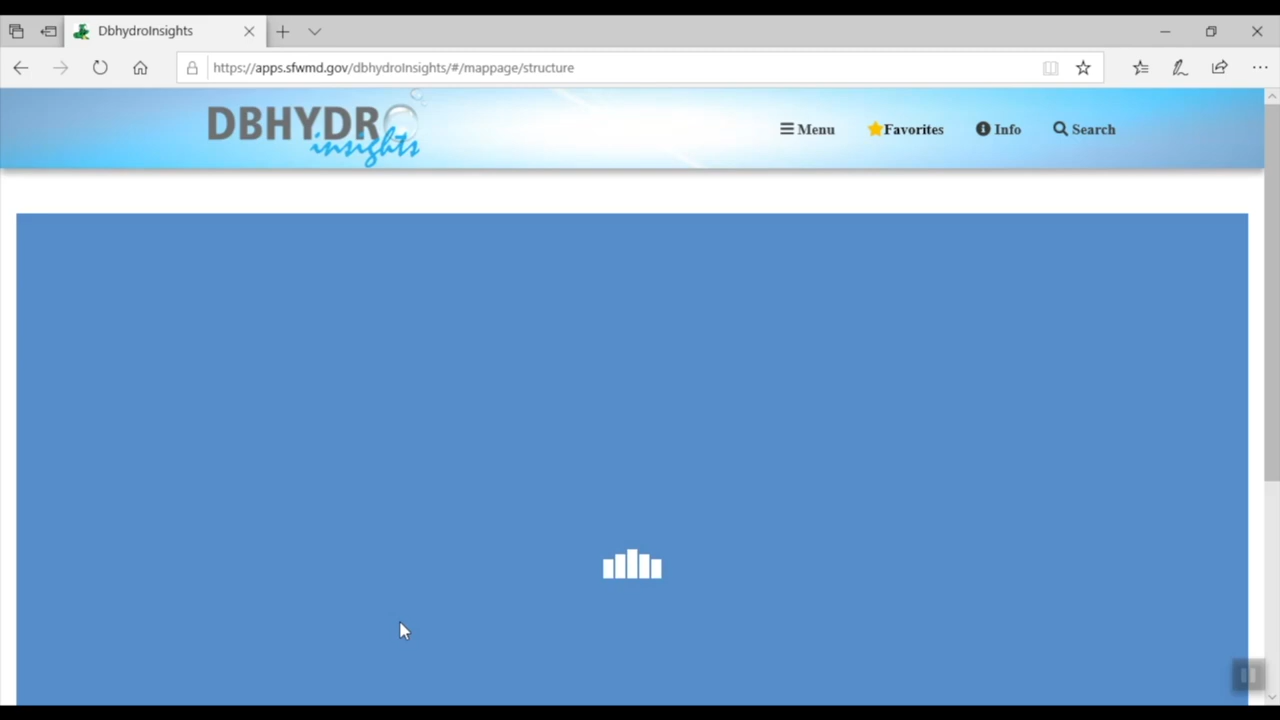 DbhydroInsights
https://apps.sfwmd.gov/dbhydroInsights/#/mappage/structure
DBHYDRO
insights
Menu
Favorites
Info
Search